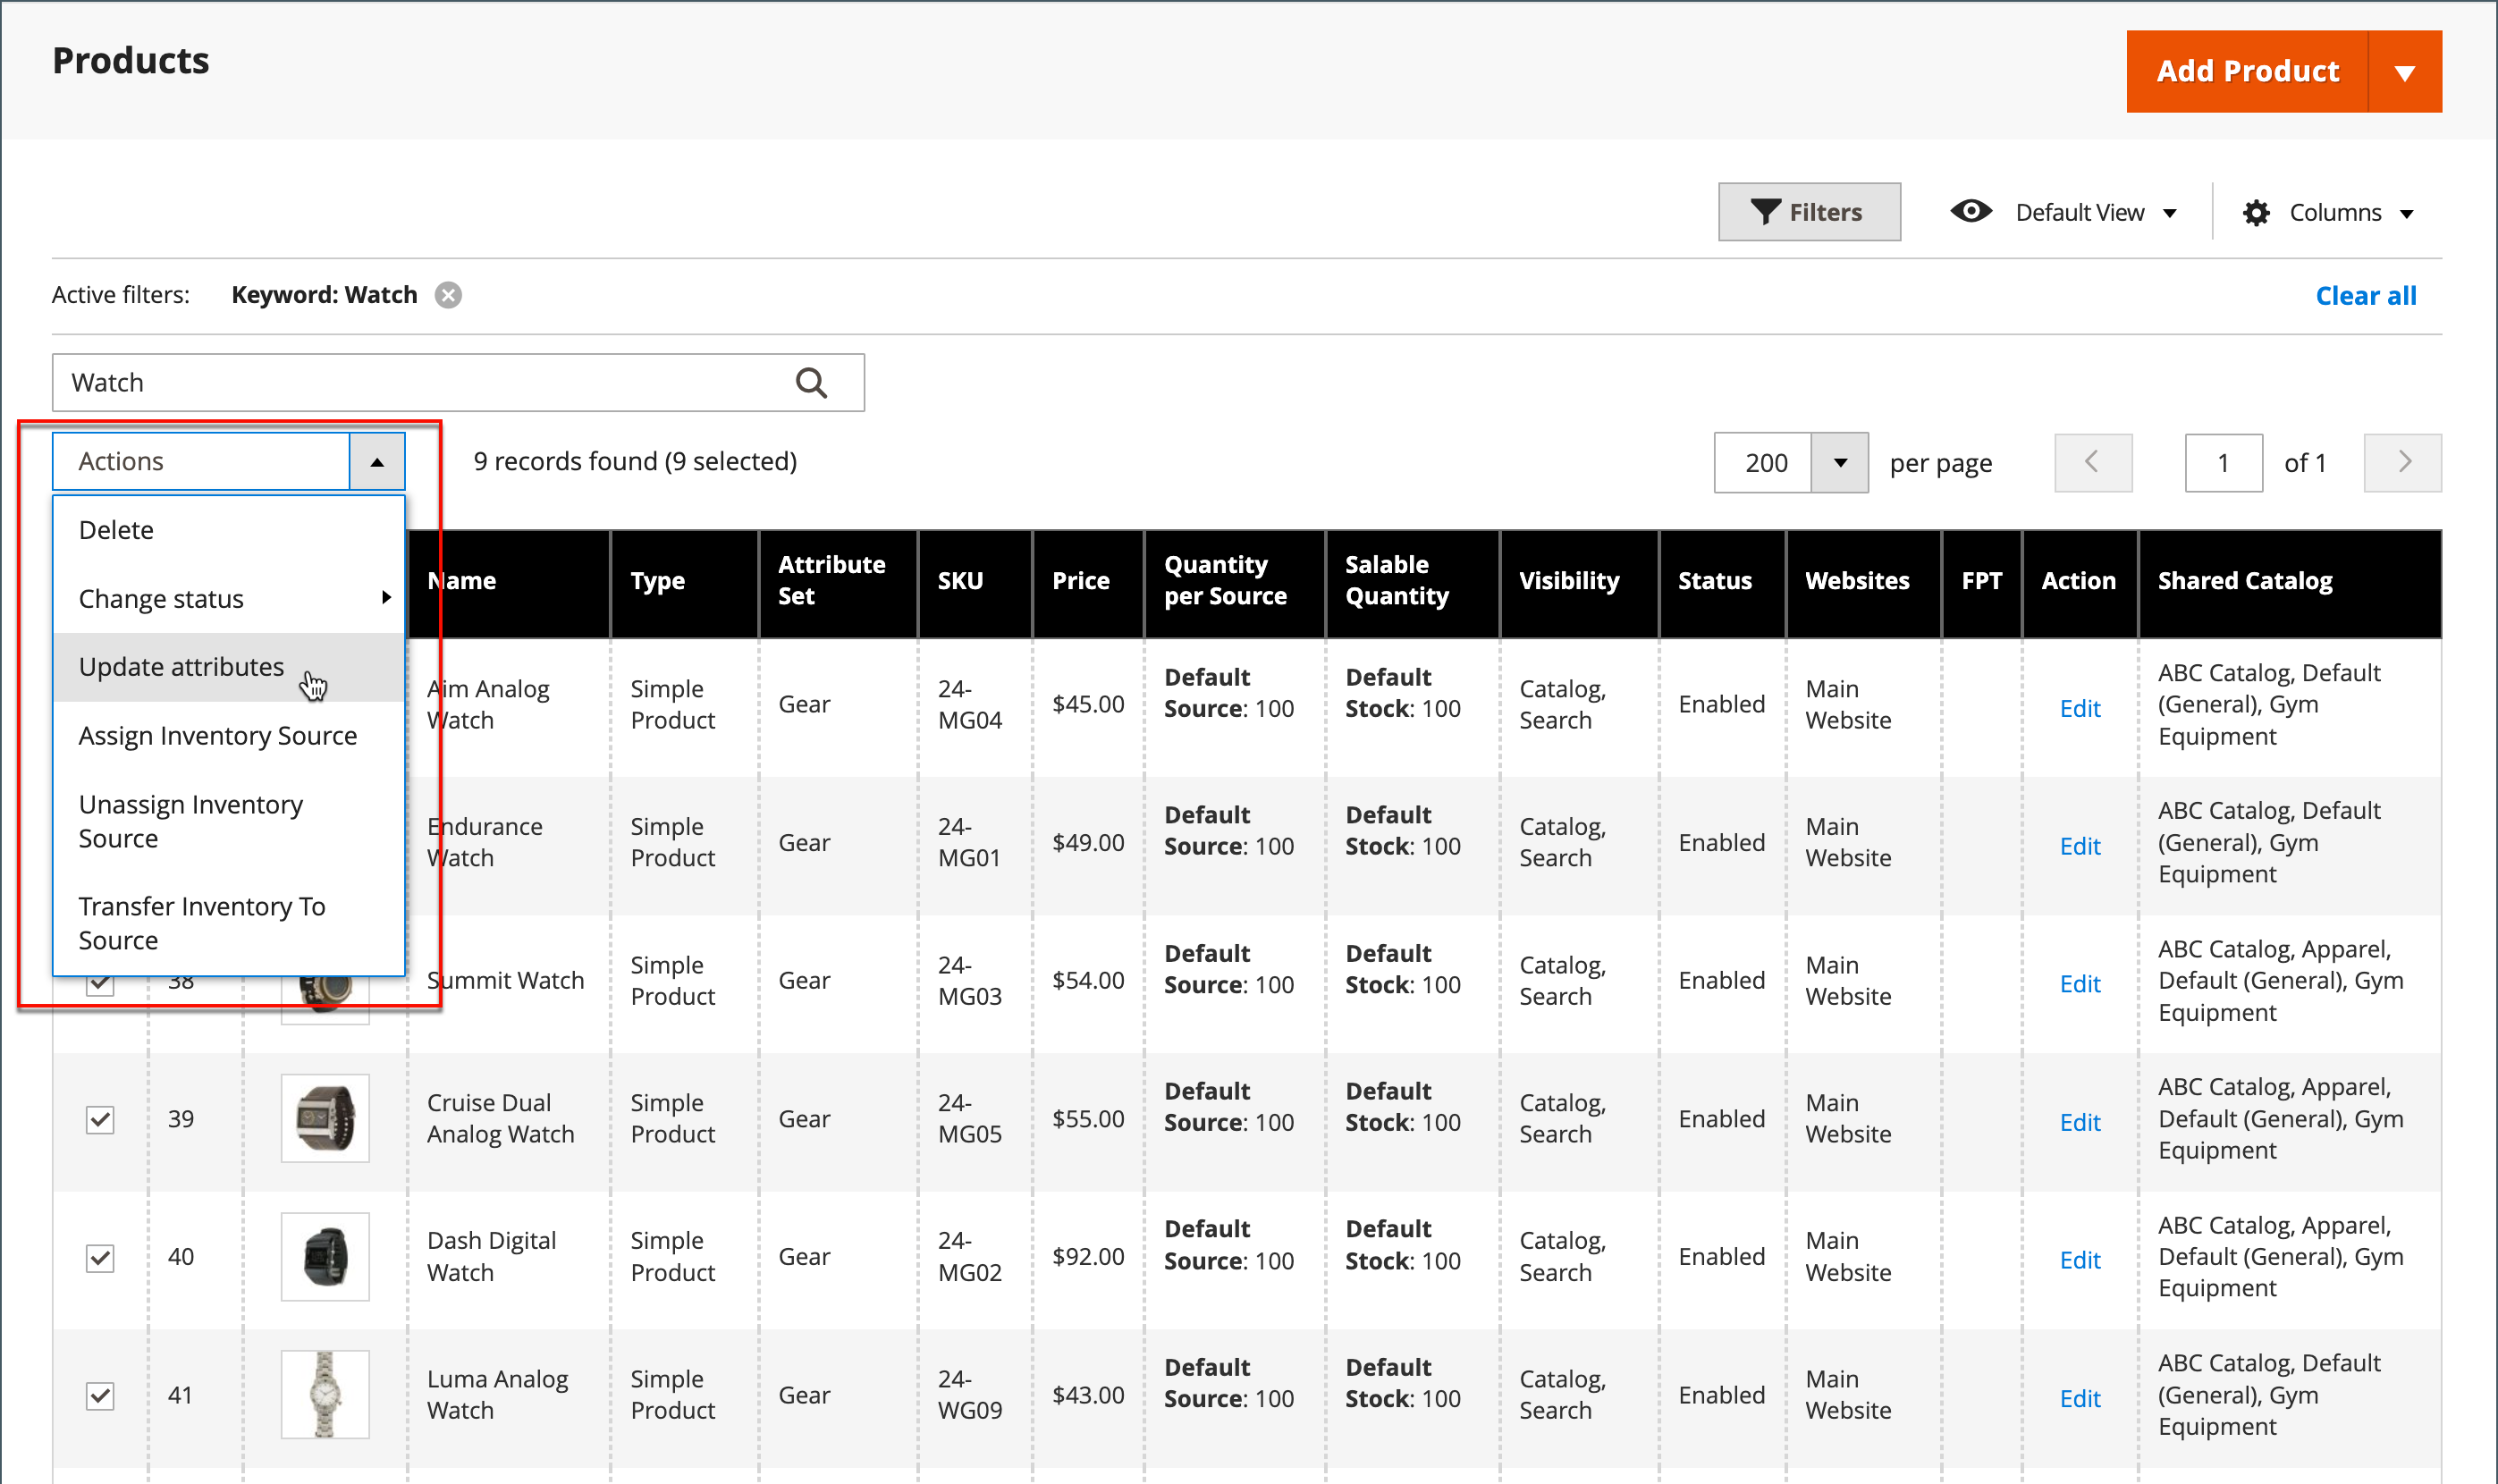 Products
Add Product
Filters
Default View
Columns
Active filters:
Keyword: Watch
Clear all
Watch
Actions
9 records found (9 selected)
200
per page
1
of 1
Delete
Change status
Update attributes
Assign Inventory Source
Unassign Inventory
Source
Transfer Inventory To
Source
Name
Type
Attribute
Set
SKU
Price
Quantity
per Source
Salable
Quantity
Visibility
Status
Websites
FPT
Action
Shared Catalog
Aim Analog
Watch
Simple
Product
Gear
24-
MG04
$45.00
Default
Source: 100
Default
Stock: 100
Catalog,
Search
Enabled
Main
Website
Edit
ABC Catalog, Default
(General), Gym
Equipment
Endurance
Watch
Simple
Product
Gear
24-
MG01
$49.00
Default
Source: 100
Default
Stock: 100
Catalog,
Search
Enabled
Main
Website
Edit
ABC Catalog, Default
(General), Gym
Equipment
38
Summit Watch
Simple
Product
Gear
24-
MG03
$54.00
Default
Source: 100
Default
Stock: 100
Catalog,
Search
Enabled
Main
Website
Edit
ABC Catalog, Apparel,
Default (General), Gym
Equipment
39
Cruise Dual
Analog Watch
Simple
Product
Gear
24-
MG05
$55.00
Default
Source: 100
Default
Stock: 100
Catalog,
Search
Enabled
Main
Website
Edit
ABC Catalog, Apparel,
Default (General), Gym
Equipment
40
Dash Digital
Watch
Simple
Product
Gear
24-
MG02
$92.00
Default
Source: 100
Default
Stock: 100
Catalog,
Search
Enabled
Main
Website
Edit
ABC Catalog, Apparel,
Default (General), Gym
Equipment
41
Luma Analog
Watch
Simple
Product
Gear
24-
WG09
$43.00
Default
Source: 100
Default
Stock: 100
Catalog,
Search
Enabled
Main
Website
Edit
ABC Catalog, Default
(General), Gym
Equipment